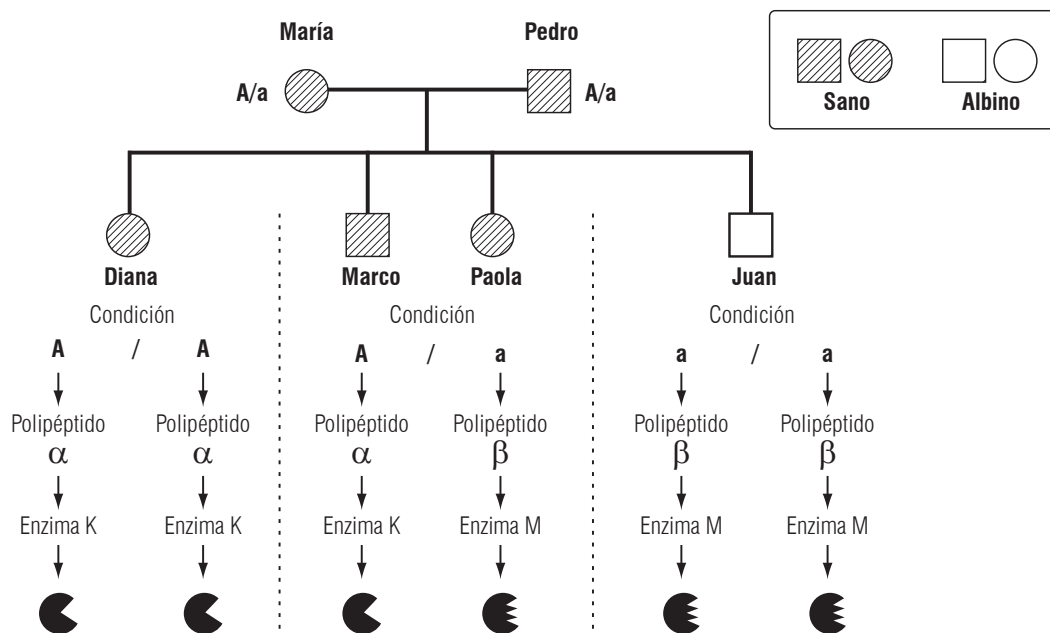 María Pedro
A/a A/a
Sano Albino
Diana Marco Paola Juan
Condición Condición Condición
A / A A / a a / a
Polipéptido Polipéptido Polipéptido Polipéptido Polipéptido Polipéptido
α α α β β β
Enzima K Enzima K Enzima K Enzima M Enzima M Enzima M